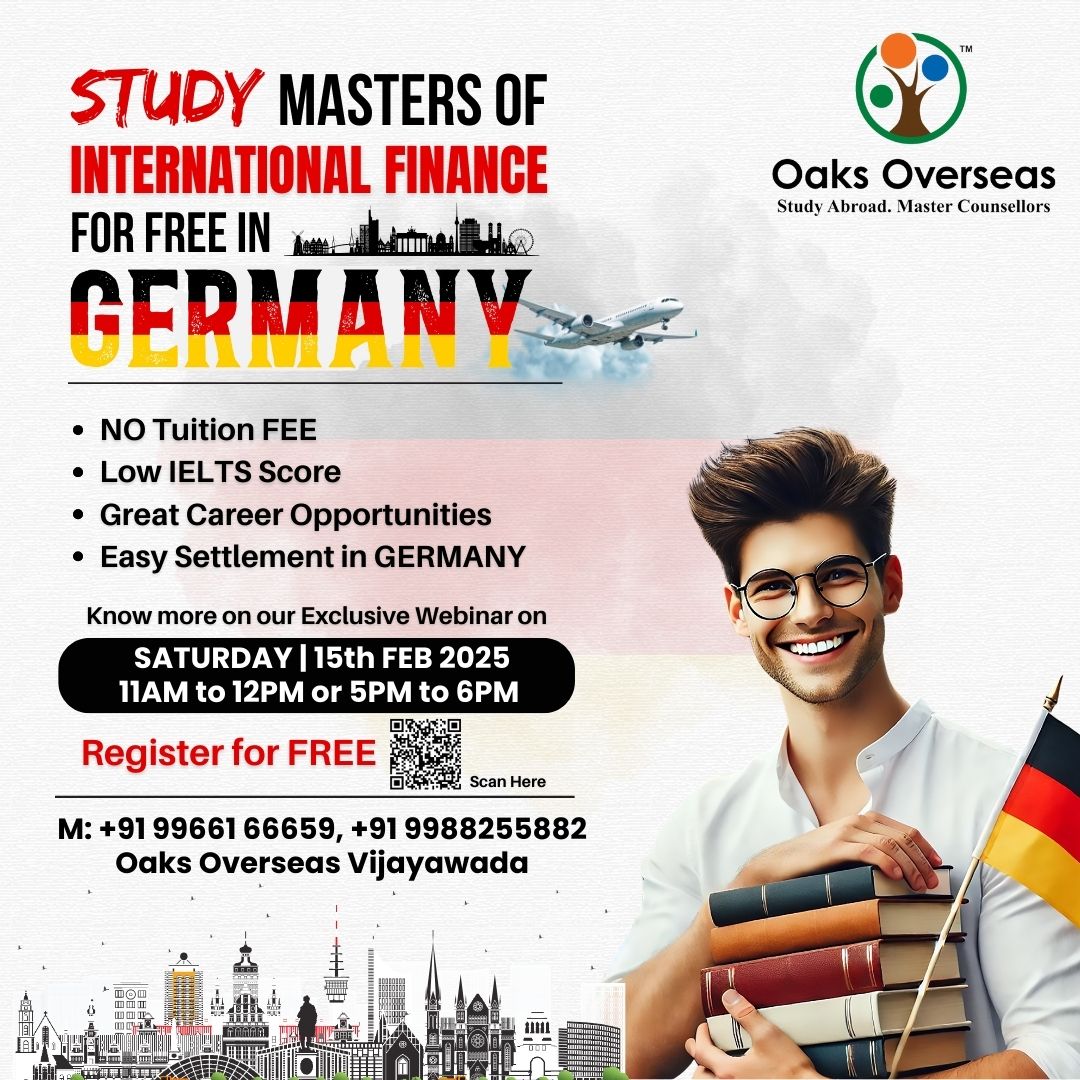 STUDY MASTERS OF
INTERNATIONAL FINANCE
FOR FREE IN
GERMANY
TM
Oaks Overseas
Study Abroad. Master Counsellors
• NO Tuition FEE
• Low IELTS Score
• Great Career Opportunities
• Easy Settlement in GERMANY
Know more on our Exclusive Webinar on
SATURDAY | 15th FEB 2025
11AM to 12PM or 5PM to 6PM
Register for FREE
Scan Here
M: +91 99661 66659, +91 9988255882
Oaks Overseas Vijayawada